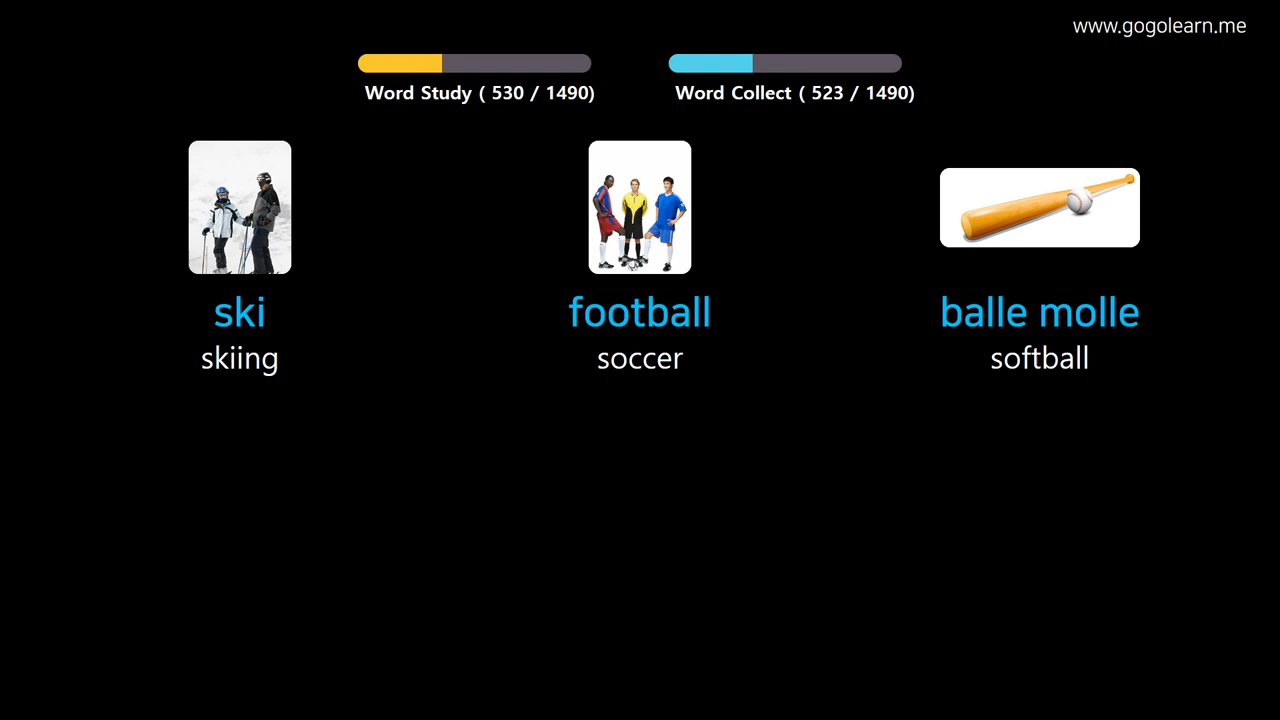 www.gogolearn.me
Word Study ( 530 / 1490)
Word Collect ( 523 / 1490)
ski
football
balle molle
skiing
soccer
softball